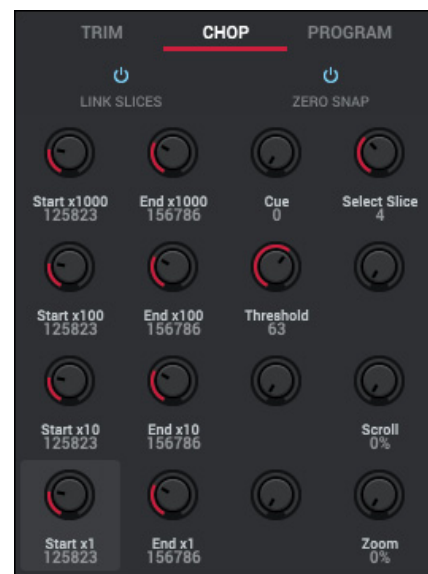 TRIM CHOP PROGRAM
LINK SLICES ZERO SNAP
Start x1000 End x1000 Cue Select Slice
125823 156786 0 4
Start x100 End x100 Threshold
125823 156786 63
Start x10 End x10 Scroll
125823 156786 0%
Start x1 End x1 Zoom
125823 156786 0%